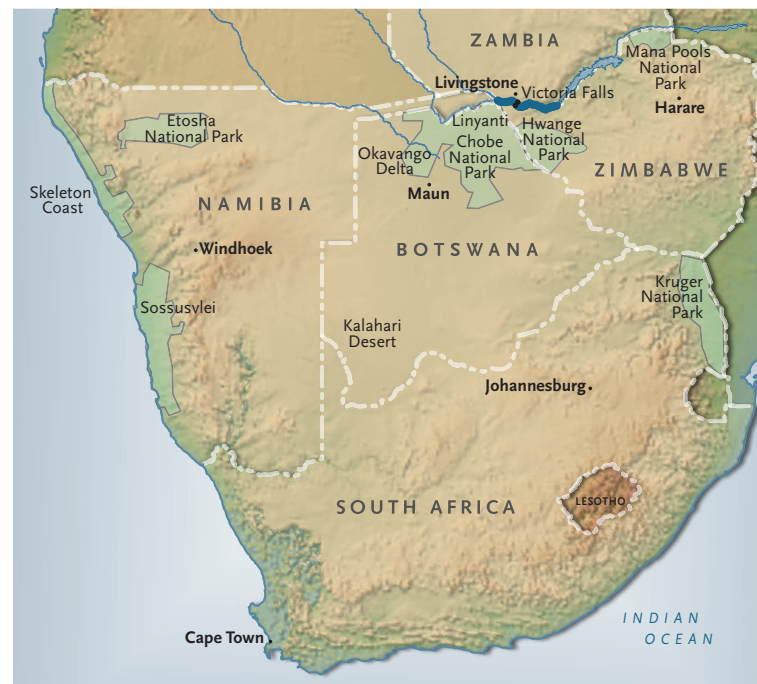 ZAMBIA
Mana Pools
National
Park
Livingstone
Victoria Falls
Harare
Etosha
National Park
Linyanti
Hwange
National
Park
Chobe
National
Park
Okavango
Delta
ZIMBABWE
Maun
Skeleton
Coast
NAMIBIA
Windhoek
BOTSWANA
Kruger
National
Park
Sossusvlei
Kalahari
Desert
Johannesburg
SOUTH AFRICA
LESOTHO
INDIAN
OCEAN
Cape Town